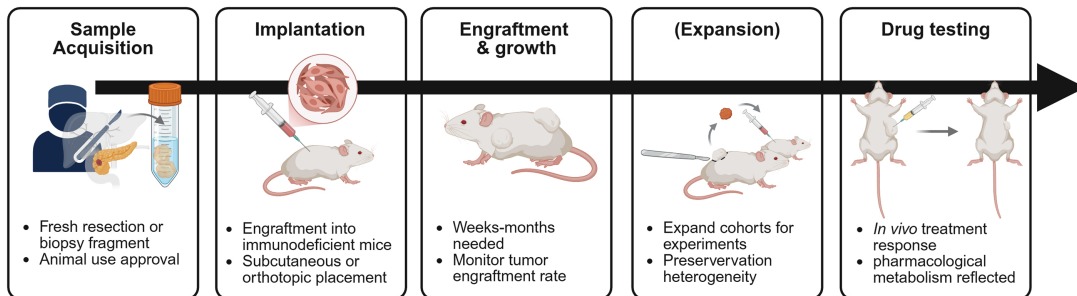 Sample
Acquisition
Fresh resection or
biopsy fragment
Animal use approval
Implantation
Engraftment into
immunodeficient mice
Subcutaneous or
orthotopic placement
Engraftment
& growth
Weeks-months
needed
Monitor tumor
engraftment rate
(Expansion)
Expand cohorts for
experiments
Preservervation
heterogeneity
Drug testing
In vivo treatment
response
pharmacological
metabolism reflected